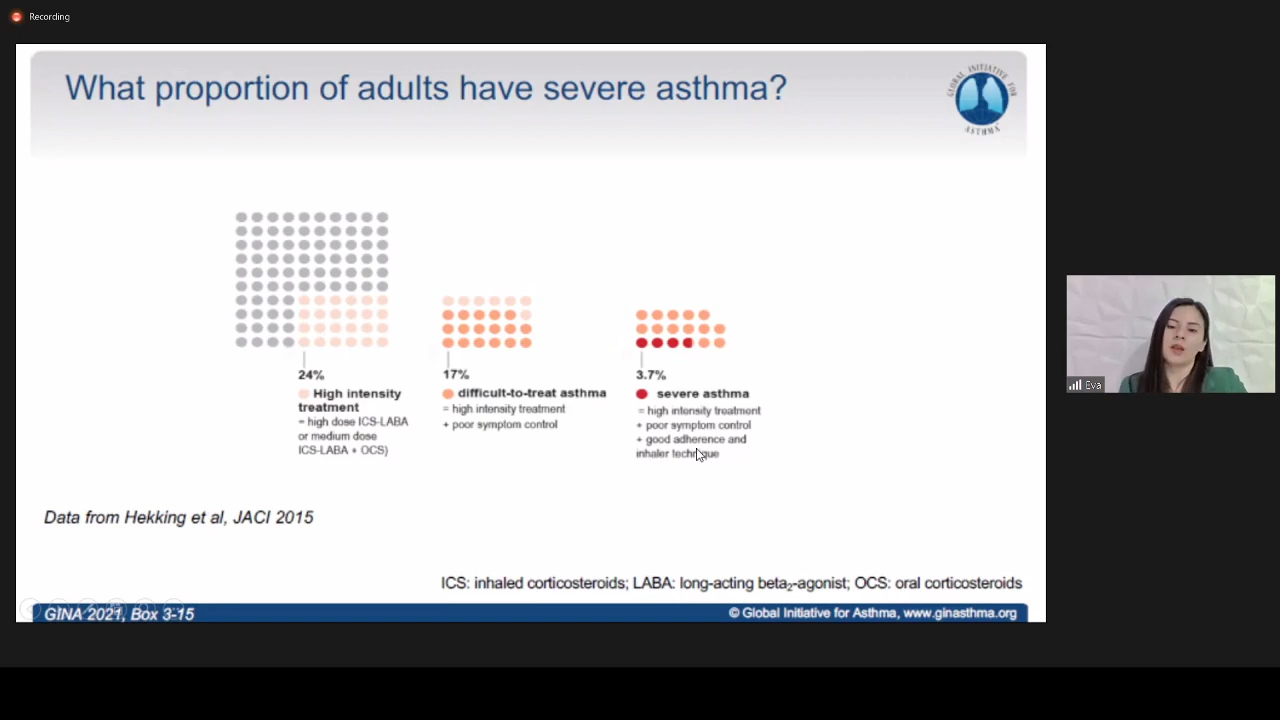 Recording
What proportion of adults have severe asthma?
GLOBAL INITIATIVE FOR
ASTHMA
24%
High intensity
treatment
= high dose ICS-LABA
or medium dose
ICS-LABA + OCS)
17%
difficult-to-treat asthma
= high intensity treatment
+ poor symptom control
3.7%
severe asthma
= high intensity treatment
+ poor symptom control
+ good adherence and
inhaler technique
Eva
Data from Hekking et al, JACI 2015
ICS: inhaled corticosteroids; LABA: long-acting beta2-agonist; OCS: oral corticosteroids
GINA 2021, Box 3-15
© Global Initiative for Asthma, www.ginasthma.org